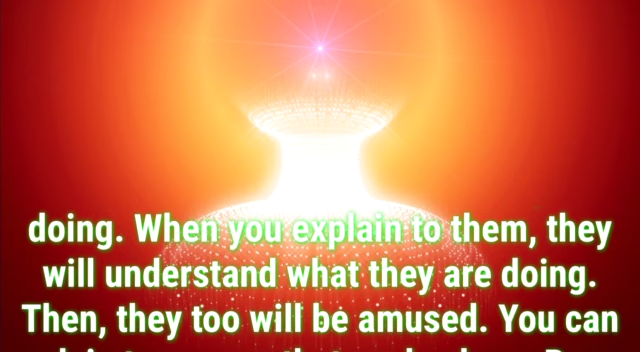 doing. When you explain to them, they
will understand what they are doing.
Then, they too will be amused. You can